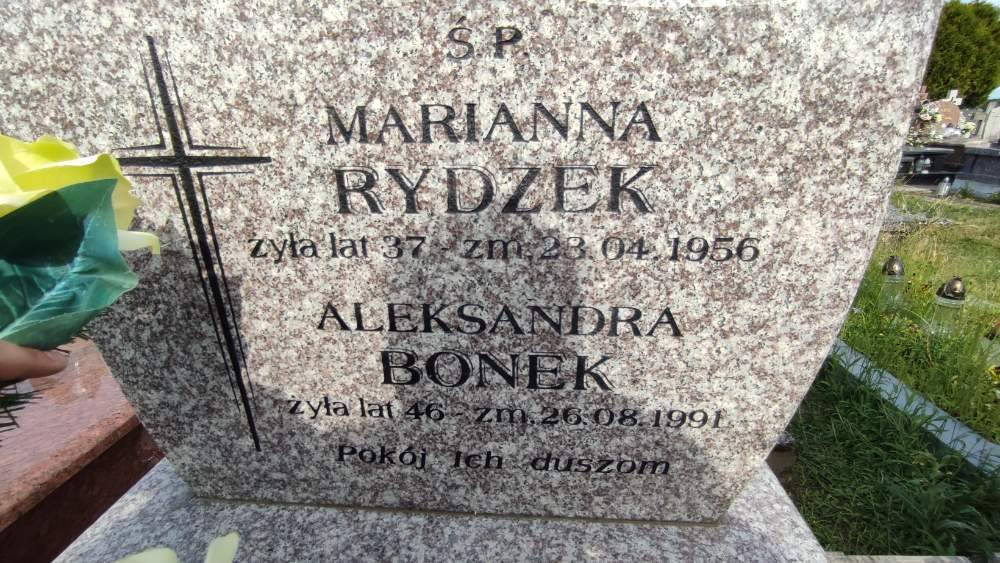 Ś.P.
MARIANNA
RYDZEK
żyła lat 37 - zm. 23.04.1956
ALEKSANDRA
BONEK
żyła lat 46 - zm. 26.08.1991
Pokój ich duszom